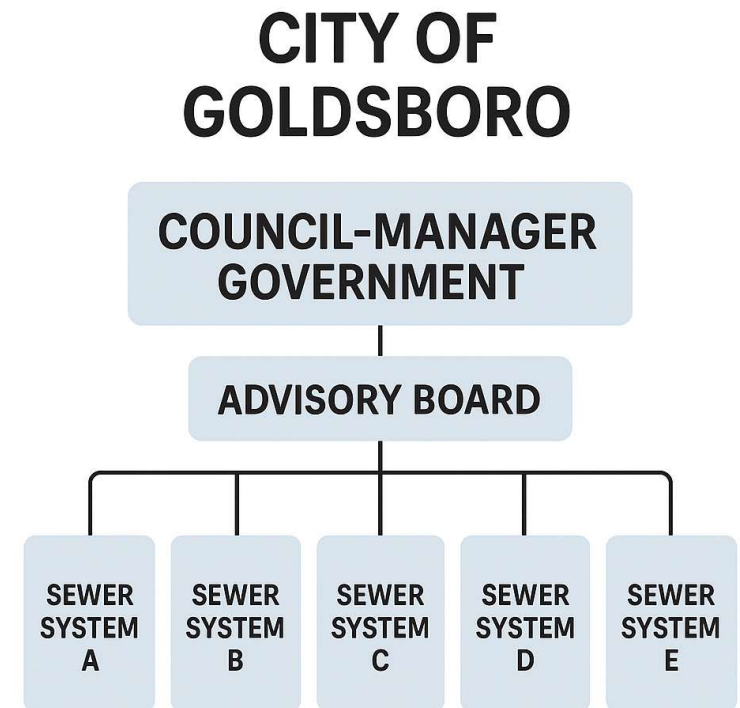 CITY OF
GOLDSBORO
COUNCIL-MANAGER
GOVERNMENT
ADVISORY BOARD
SEWER
SYSTEM
A
SEWER
SYSTEM
B
SEWER
SYSTEM
C
SEWER
SYSTEM
D
SEWER
SYSTEM
E